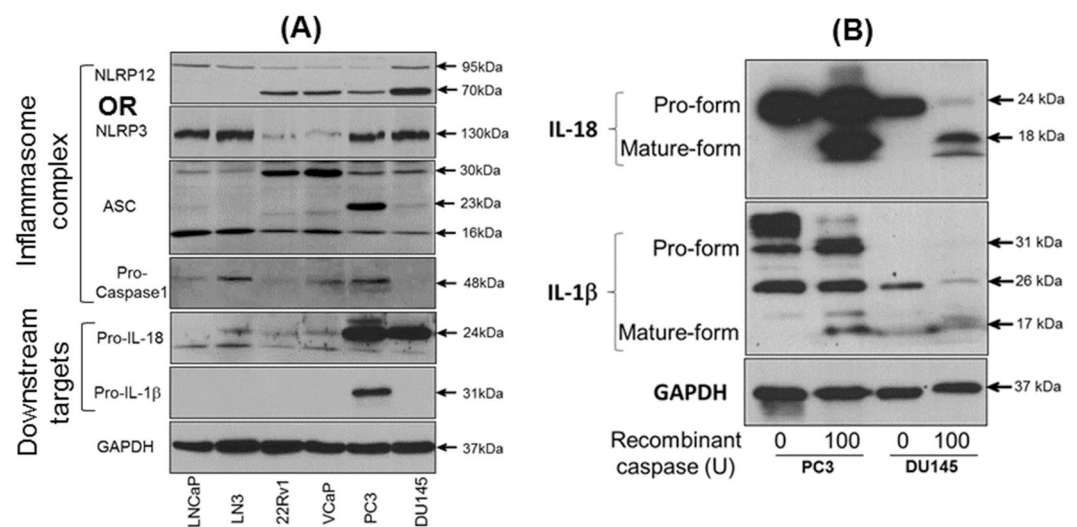 (A)
Inflammasome
complex
NLRP12
OR
NLRP3
ASC
Pro-
Caspase1
Downstream
targets
Pro-IL-18
Pro-IL-1β
GAPDH
95kDa
70kDa
130kDa
30kDa
23kDa
16kDa
48kDa
24kDa
31kDa
37kDa
LNCaP
LN3
22Rv1
VCaP
PC3
DU145
(B)
IL-18
Pro-form
Mature-form
24 kDa
18 kDa
IL-1β
Pro-form
Mature-form
31 kDa
26 kDa
17 kDa
GAPDH
37 kDa
Recombinant
caspase (U)
0 100 0 100
PC3 DU145